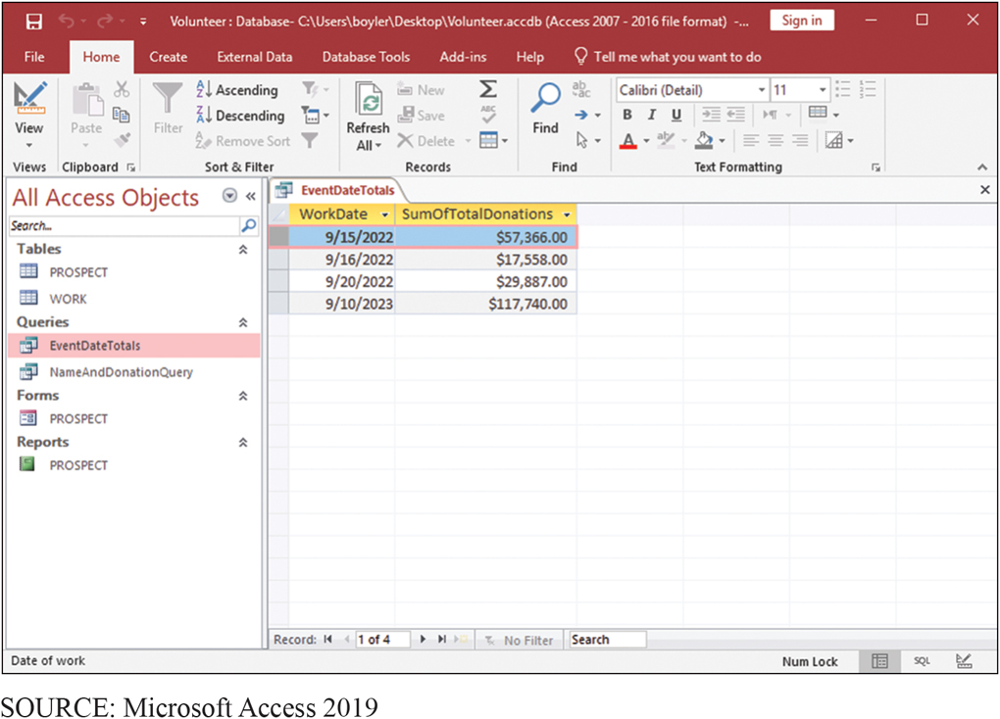 Volunteer : Database- C:\Users\boyler\Desktop\Volunteer.accdb (Access 2007 - 2016 file format) -... Sign in
File Home Create External Data Database Tools Add-ins Help Tell me what you want to do
View Paste Filter Ascending Descending Remove Sort Refresh All New Save Delete Find Calibri (Detail) 11
B I U
Views Clipboard Sort & Filter Records Find Text Formatting
All Access Objects
Search...
Tables
PROSPECT
WORK
Queries
EventDateTotals
NameAndDonationQuery
Forms
PROSPECT
Reports
PROSPECT
EventDateTotals
WorkDate SumOfTotalDonations
9/15/2022 $57,366.00
9/16/2022 $17,558.00
9/20/2022 $29,887.00
9/10/2023 $117,740.00
Record: 1 of 4 No Filter Search
Date of work Num Lock SQL
SOURCE: Microsoft Access 2019